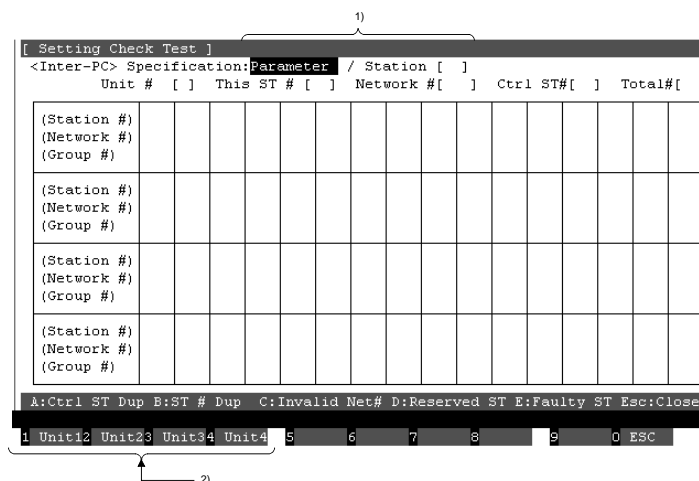 1)
[ Setting Check Test ]
<Inter-PC> Specification:Parameter / Station [ ]
Unit # [ ] This ST # [ ] Network #[ ] Ctrl ST#[ ] Total#[
(Station #)
(Network #)
(Group #)
(Station #)
(Network #)
(Group #)
(Station #)
(Network #)
(Group #)
(Station #)
(Network #)
(Group #)
A:Ctrl ST Dup B:ST # Dup C:Invalid Net# D:Reserved ST E:Faulty ST Esc:Close
1 Unit1 2 Unit2 3 Unit3 4 Unit4 5 6 7 8 9 0 ESC
2)